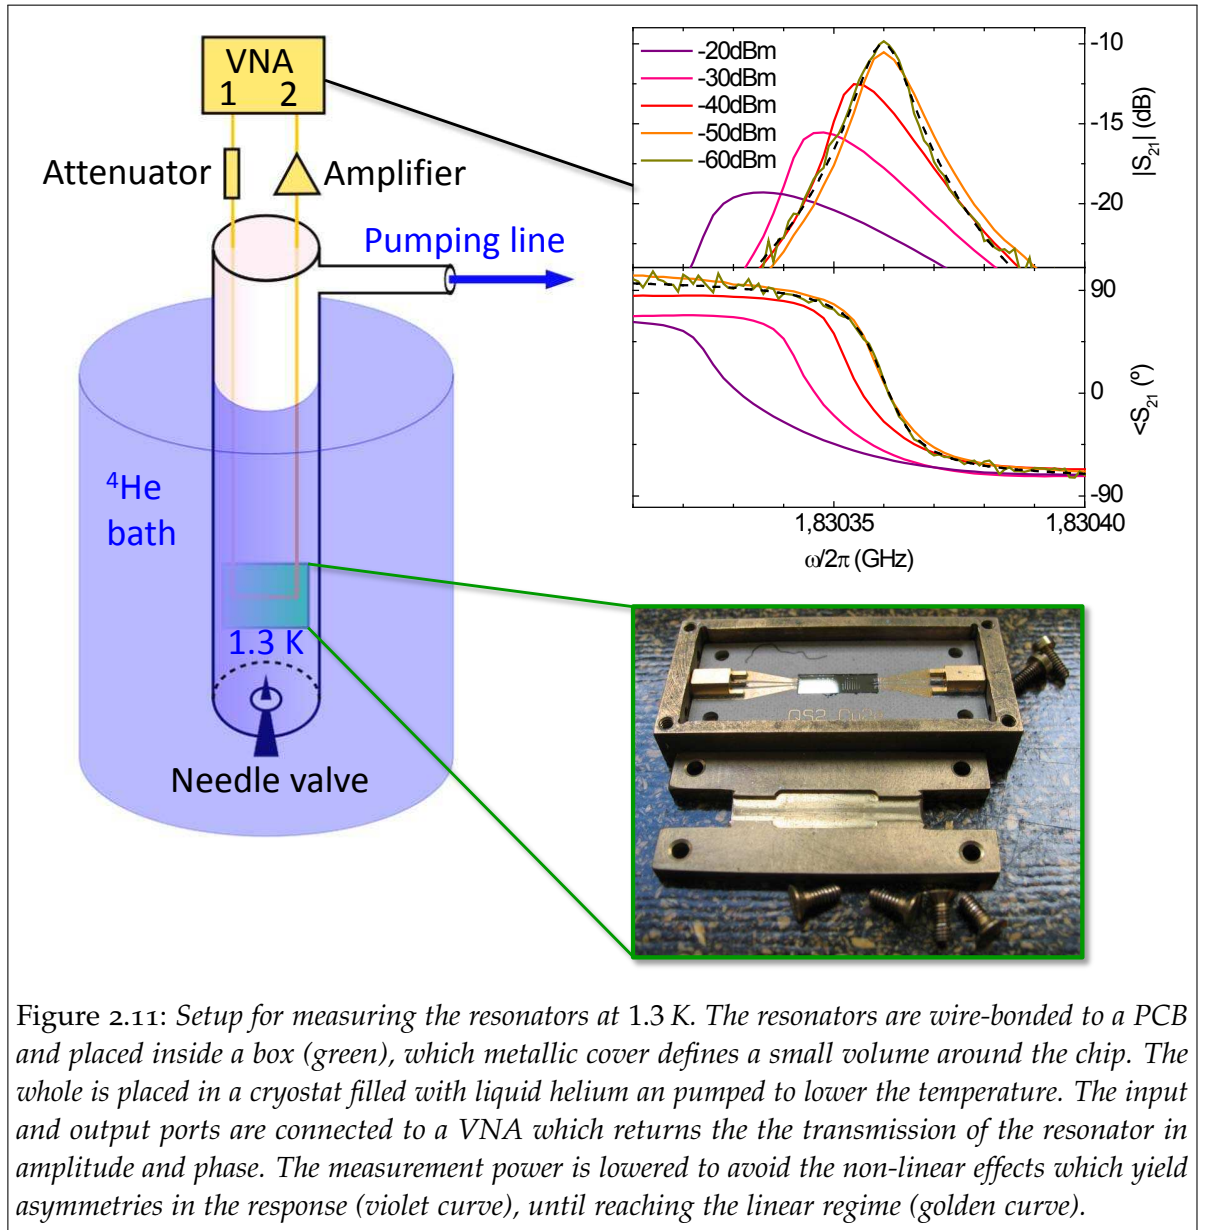 VNA
1 2
Attenuator
Amplifier
Pumping line
⁴He
bath
1.3 K
Needle valve
-20dBm
-30dBm
-40dBm
-50dBm
-60dBm
-10
-15
-20
|S₂₁| (dB)
90
0
-90
<S₂₁ (º)
1,83035
1,83040
ω/2π (GHz)
QS2
Figure 2.11: Setup for measuring the resonators at 1.3 K. The resonators are wire-bonded to a PCB
and placed inside a box (green), which metallic cover defines a small volume around the chip. The
whole is placed in a cryostat filled with liquid helium an pumped to lower the temperature. The input
and output ports are connected to a VNA which returns the the transmission of the resonator in
amplitude and phase. The measurement power is lowered to avoid the non-linear effects which yield
asymmetries in the response (violet curve), until reaching the linear regime (golden curve).